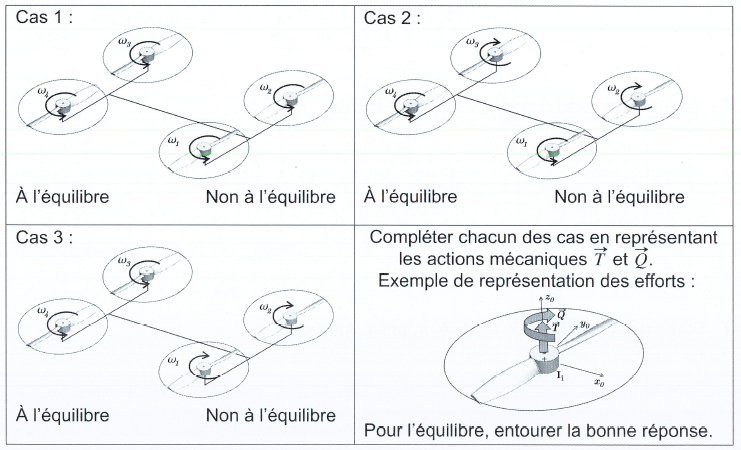 Cas 1 :
ω3
ω4
ω2
ω1
À l'équilibre Non à l'équilibre
Cas 2 :
ω3
ω4
ω2
ω1
À l'équilibre Non à l'équilibre
Cas 3 :
ω3
ω4
ω2
ω1
À l'équilibre Non à l'équilibre
Compléter chacun des cas en représentant
les actions mécaniques T⃗ et Q⃗.
Exemple de représentation des efforts :
z0
Q⃗
T⃗
y0
I1
x0
Pour l'équilibre, entourer la bonne réponse.